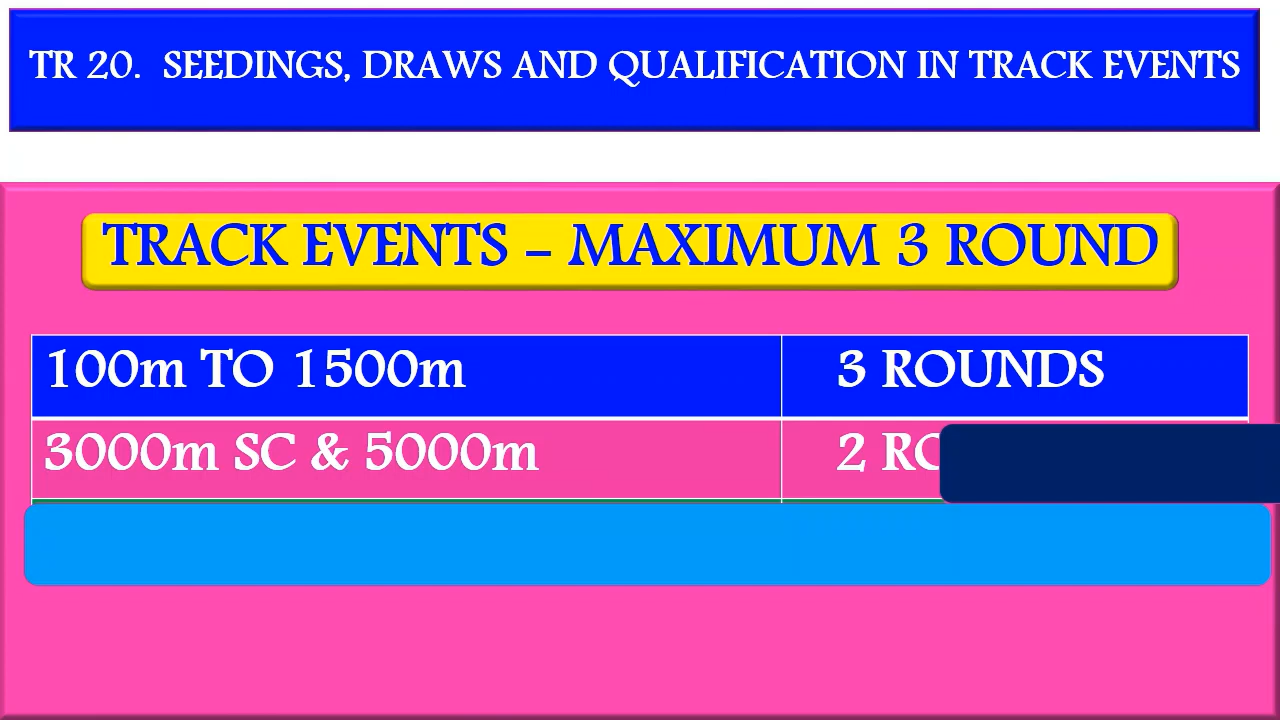 TR 20. SEEDINGS, DRAWS AND QUALIFICATION IN TRACK EVENTS
TRACK EVENTS – MAXIMUM 3 ROUND
100m TO 1500m 3 ROUNDS
3000m SC & 5000m 2